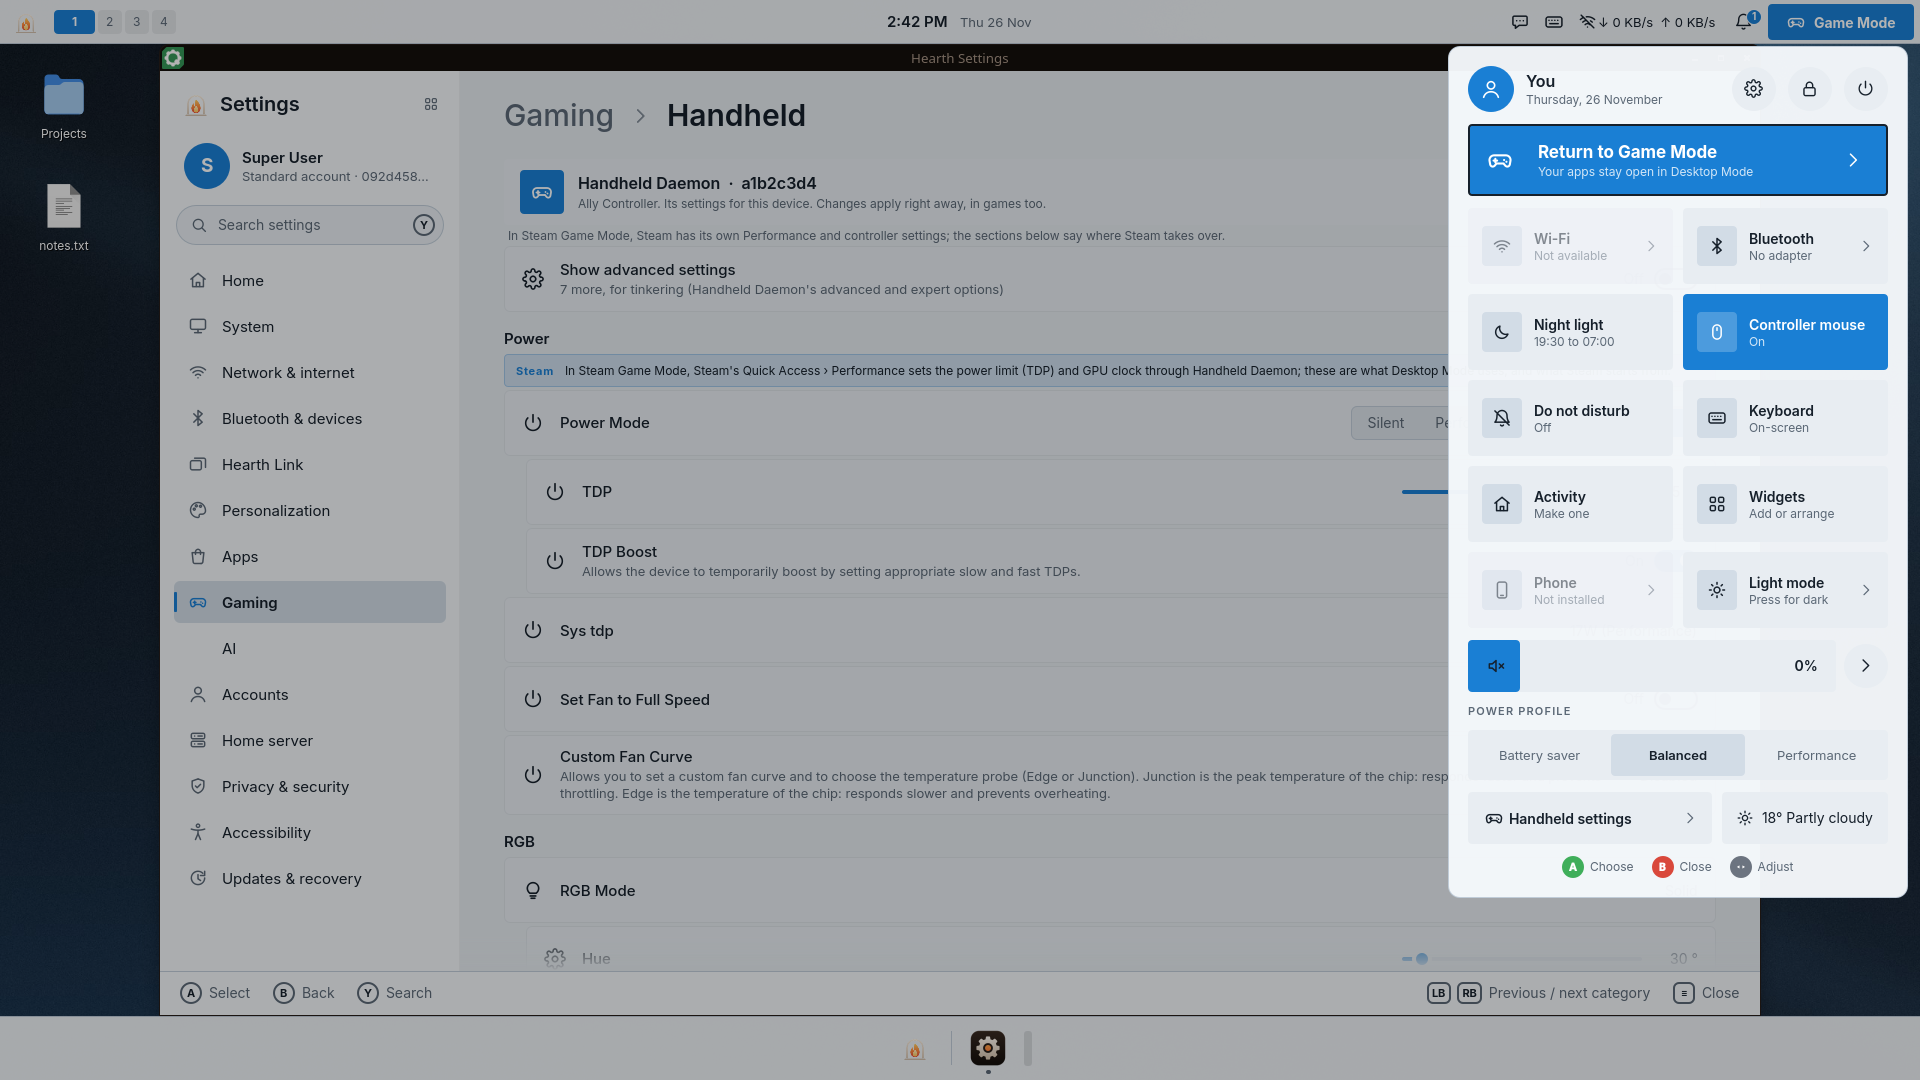 1 2 3 4
2:42 PM Thu 26 Nov
0 KB/s 0 KB/s
1
Game Mode
Projects
notes.txt
Hearth Settings
Settings
S
Super User
Standard account · 092d458...
Search settings
Y
Home
System
Network & internet
Bluetooth & devices
Hearth Link
Personalization
Apps
Gaming
AI
Accounts
Home server
Privacy & security
Accessibility
Updates & recovery
Gaming Handheld
Handheld Daemon · a1b2c3d4
Ally Controller. Its settings for this device. Changes apply right away, in games too.
In Steam Game Mode, Steam has its own Performance and controller settings; the sections below say where Steam takes over.
Show advanced settings
7 more, for tinkering (Handheld Daemon's advanced and expert options)
Power
Steam In Steam Game Mode, Steam's Quick Access › Performance sets the power limit (TDP) and GPU clock through Handheld Daemon; these are what Desktop
Power Mode
Silent
TDP
TDP Boost
Allows the device to temporarily boost by setting appropriate slow and fast TDPs.
Sys tdp
Set Fan to Full Speed
Custom Fan Curve
Allows you to set a custom fan curve and to choose the temperature probe (Edge or Junction). Junction is the peak temperature of the chip:
throttling. Edge is the temperature of the chip: responds slower and prevents overheating.
RGB
RGB Mode
Hue
30 °
You
Thursday, 26 November
Return to Game Mode
Your apps stay open in Desktop Mode
Wi-Fi
Not available
Bluetooth
No adapter
Night light
19:30 to 07:00
Controller mouse
On
Do not disturb
Off
Keyboard
On-screen
Activity
Make one
Widgets
Add or arrange
Phone
Not installed
Light mode
Press for dark
0%
POWER PROFILE
Battery saver Balanced Performance
Handheld settings
18° Partly cloudy
A Choose B Close Adjust
A Select B Back Y Search
LB RB Previous / next category Close